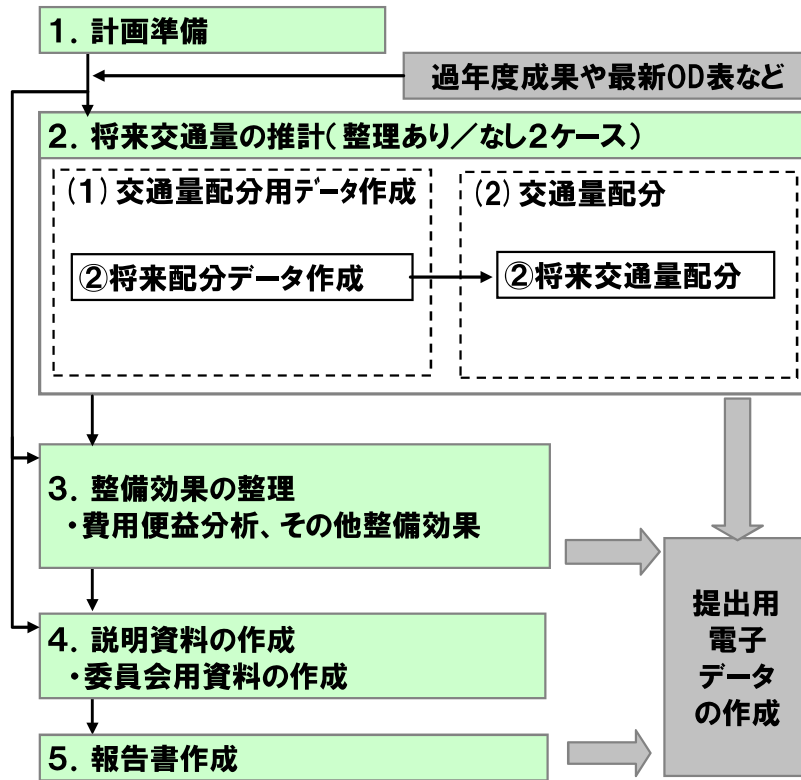 1．計画準備
過年度成果や最新OD表など
2．将来交通量の推計（整理あり／なし２ケース）
(1)交通量配分用データ作成
(2)交通量配分
②将来配分データ作成
②将来交通量配分
3．整備効果の整理
・費用便益分析、その他整備効果
4．説明資料の作成
・委員会用資料の作成
5．報告書作成
提出用
電子
データ
の作成